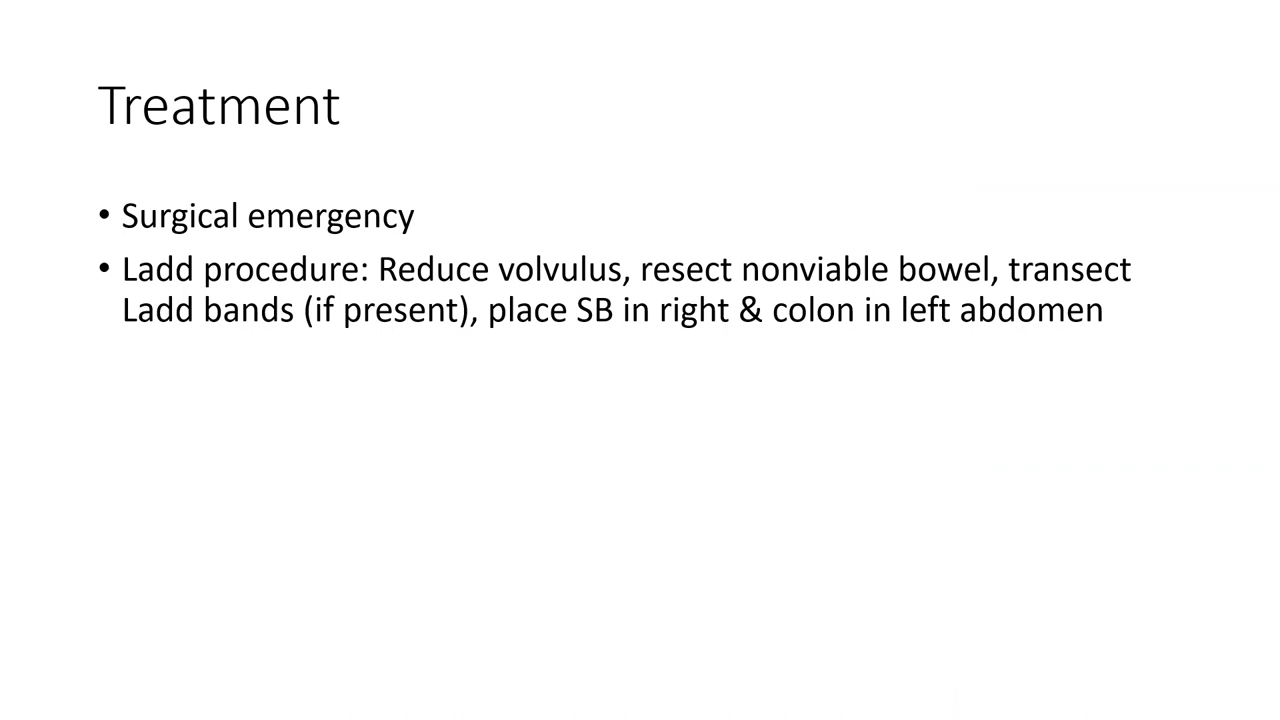 Treatment
• Surgical emergency
• Ladd procedure: Reduce volvulus, resect nonviable bowel, transect
Ladd bands (if present), place SB in right & colon in left abdomen